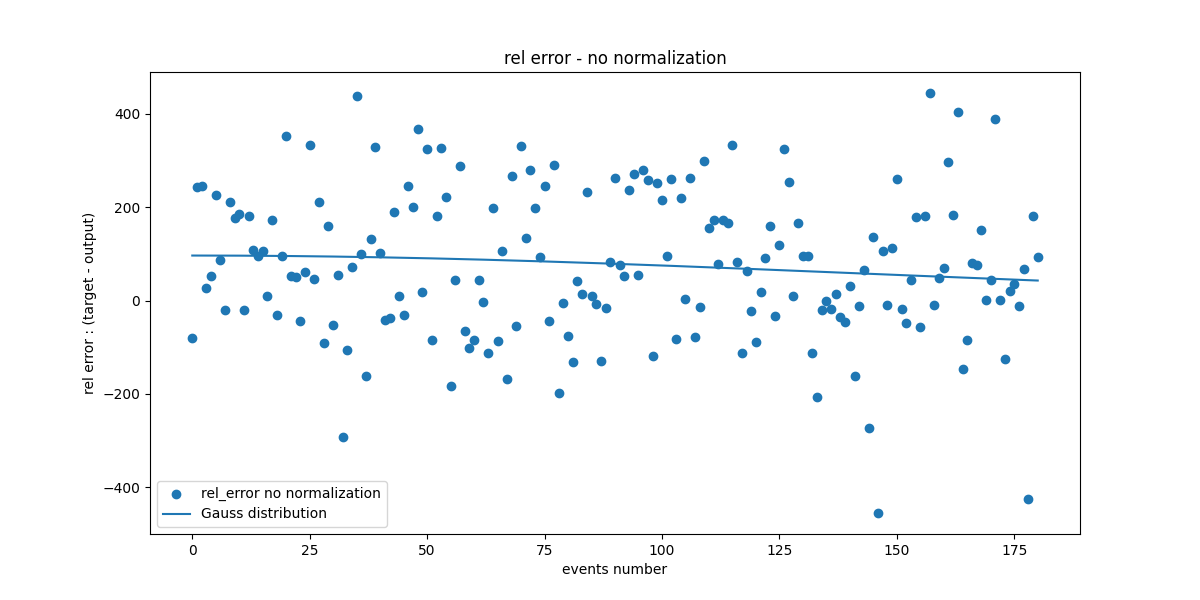 rel error - no normalization
rel error : (target - output)
400
200
0
−200
−400
rel_error no normalization
Gauss distribution
0 25 50 75 100 125 150 175
events number